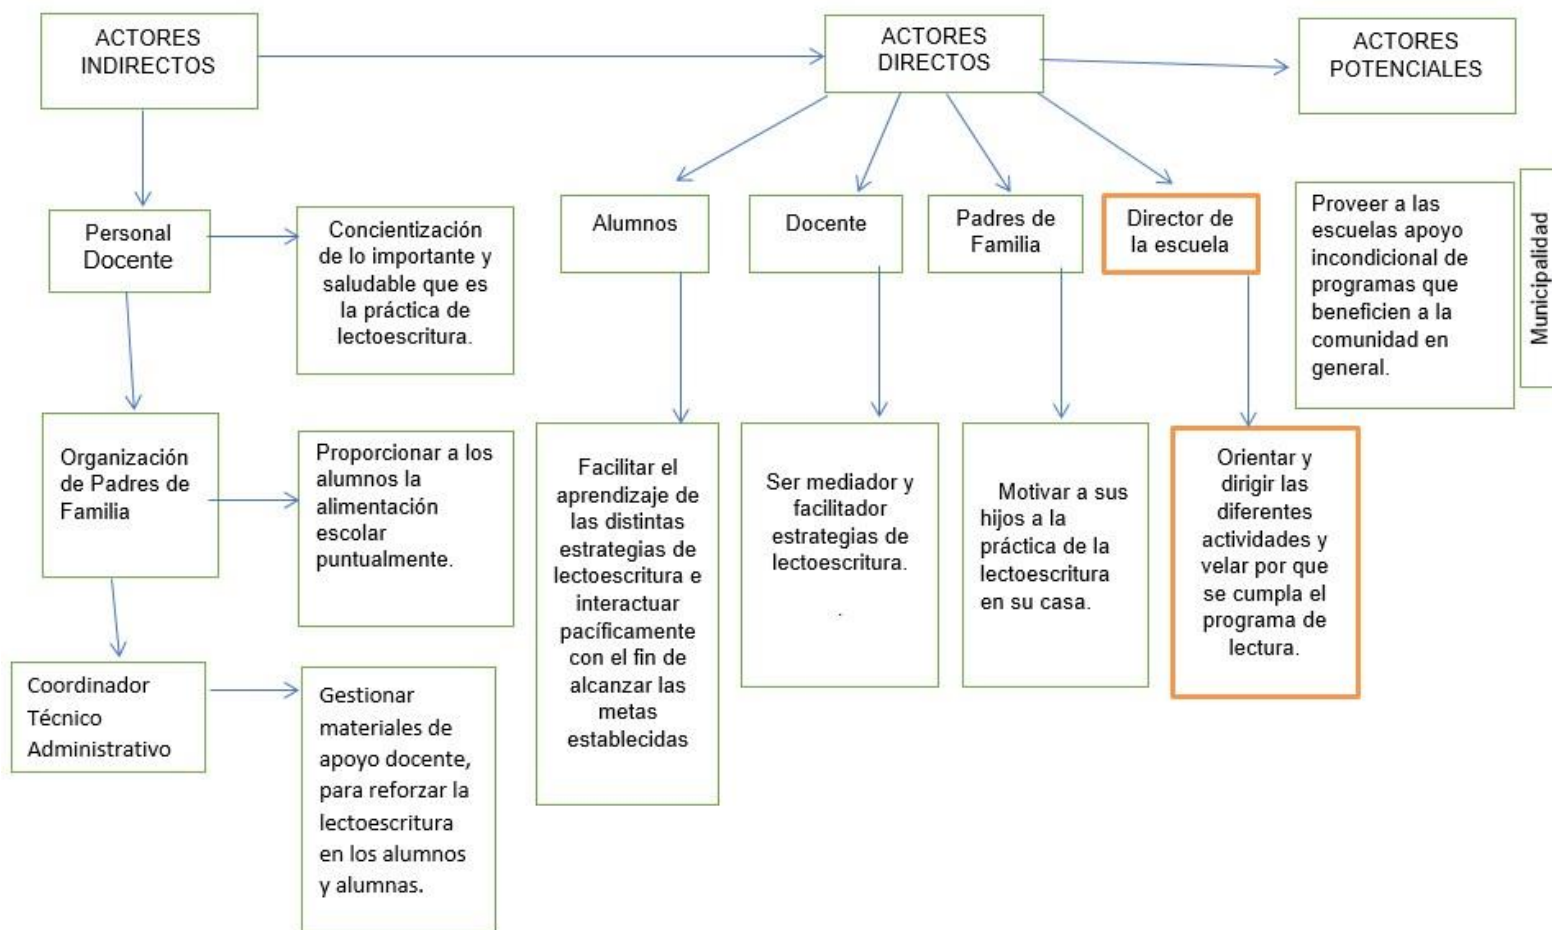 ACTORES
INDIRECTOS
ACTORES
DIRECTOS
ACTORES
POTENCIALES
Personal
Docente
Concientización
de lo importante y
saludable que es
la práctica de
lectoescritura.
Organización
de Padres de
Familia
Proporcionar a los
alumnos la
alimentación
escolar
puntualmente.
Coordinador
Técnico
Administrativo
Gestionar
materiales de
apoyo docente,
para reforzar la
lectoescritura
en los alumnos
y alumnas.
Alumnos
Docente
Padres de
Familia
Director de
la escuela
Facilitar el
aprendizaje de
las distintas
estrategias de
lectoescritura e
interactuar
pacíficamente
con el fin de
alcanzar las
metas
establecidas
Ser mediador y
facilitador
estrategias de
lectoescritura.
.
Motivar a sus
hijos a la
práctica de la
lectoescritura
en su casa.
Orientar y
dirigir las
diferentes
actividades y
velar por que
se cumpla el
programa de
lectura.
Proveer a las
escuelas apoyo
incondicional de
programas que
beneficien a la
comunidad en
general.
Municipalidad